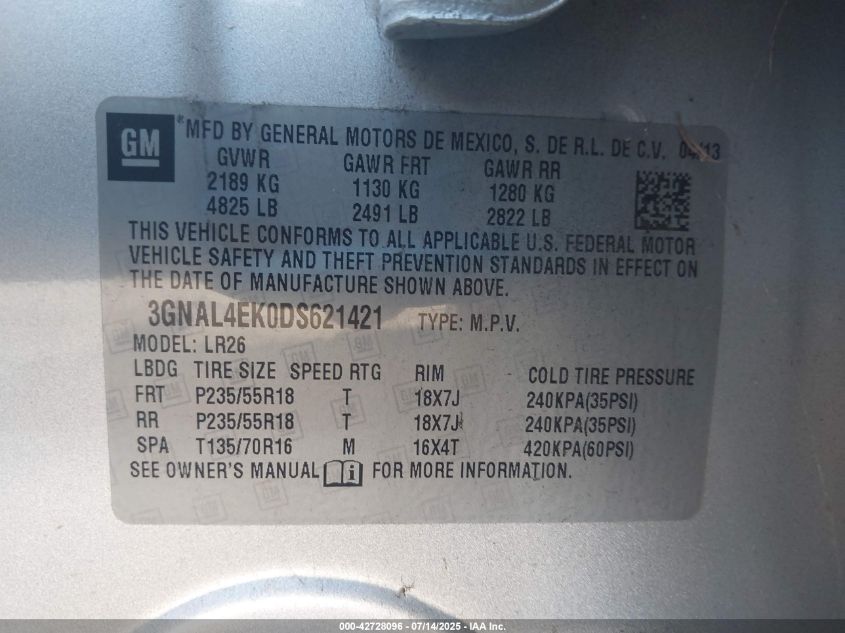 GM *MFD BY GENERAL MOTORS DE MEXICO, S. DE R.L. DE C.V. 04/13
GVWR GAWR FRT GAWR RR
2189 KG 1130 KG 1280 KG
4825 LB 2491 LB 2822 LB
THIS VEHICLE CONFORMS TO ALL APPLICABLE U.S. FEDERAL MOTOR
VEHICLE SAFETY AND THEFT PREVENTION STANDARDS IN EFFECT ON
THE DATE OF MANUFACTURE SHOWN ABOVE.
3GNAL4EK0DS621421 TYPE: M.P.V.
MODEL: LR26
LBDG TIRE SIZE SPEED RTG RIM COLD TIRE PRESSURE
FRT P235/55R18 T 18X7J 240KPA(35PSI)
RR P235/55R18 T 18X7J 240KPA(35PSI)
SPA T135/70R16 M 16X4T 420KPA(60PSI)
SEE OWNER'S MANUAL FOR MORE INFORMATION.
000-42728096 - 07/14/2025 - IAA Inc.